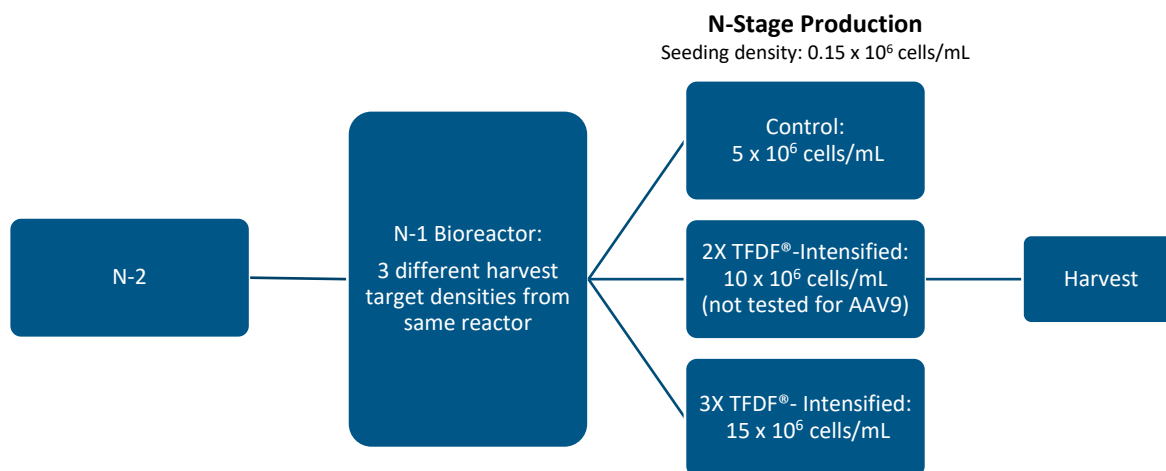 N-Stage Production
Seeding density: 0.15 x 10⁶ cells/mL
N-2
N-1 Bioreactor:
3 different harvest
target densities from
same reactor
Control:
5 x 10⁶ cells/mL
2X TFDF®-Intensified:
10 x 10⁶ cells/mL
(not tested for AAV9)
3X TFDF®- Intensified:
15 x 10⁶ cells/mL
Harvest